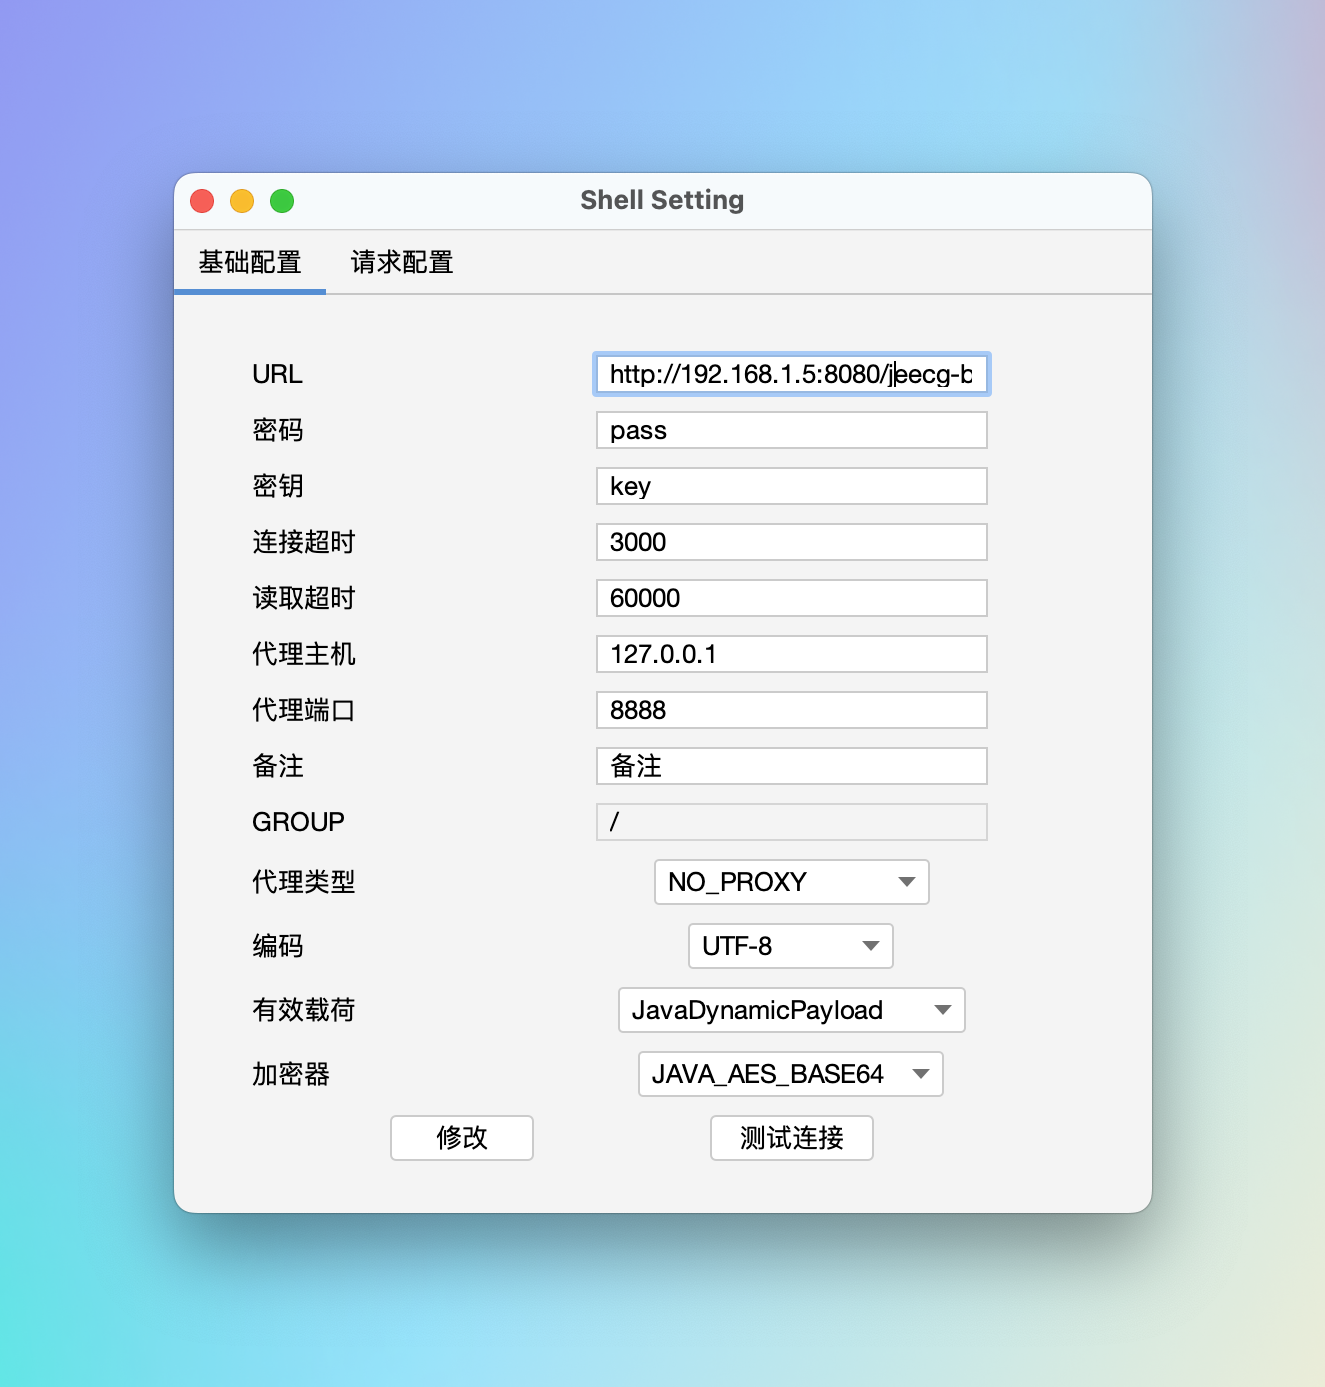 Shell Setting
基础配置 请求配置
URL http://192.168.1.5:8080/jeecg-b
密码 pass
密钥 key
连接超时 3000
读取超时 60000
代理主机 127.0.0.1
代理端口 8888
备注 备注
GROUP /
代理类型 NO_PROXY
编码 UTF-8
有效载荷 JavaDynamicPayload
加密器 JAVA_AES_BASE64
修改 测试连接